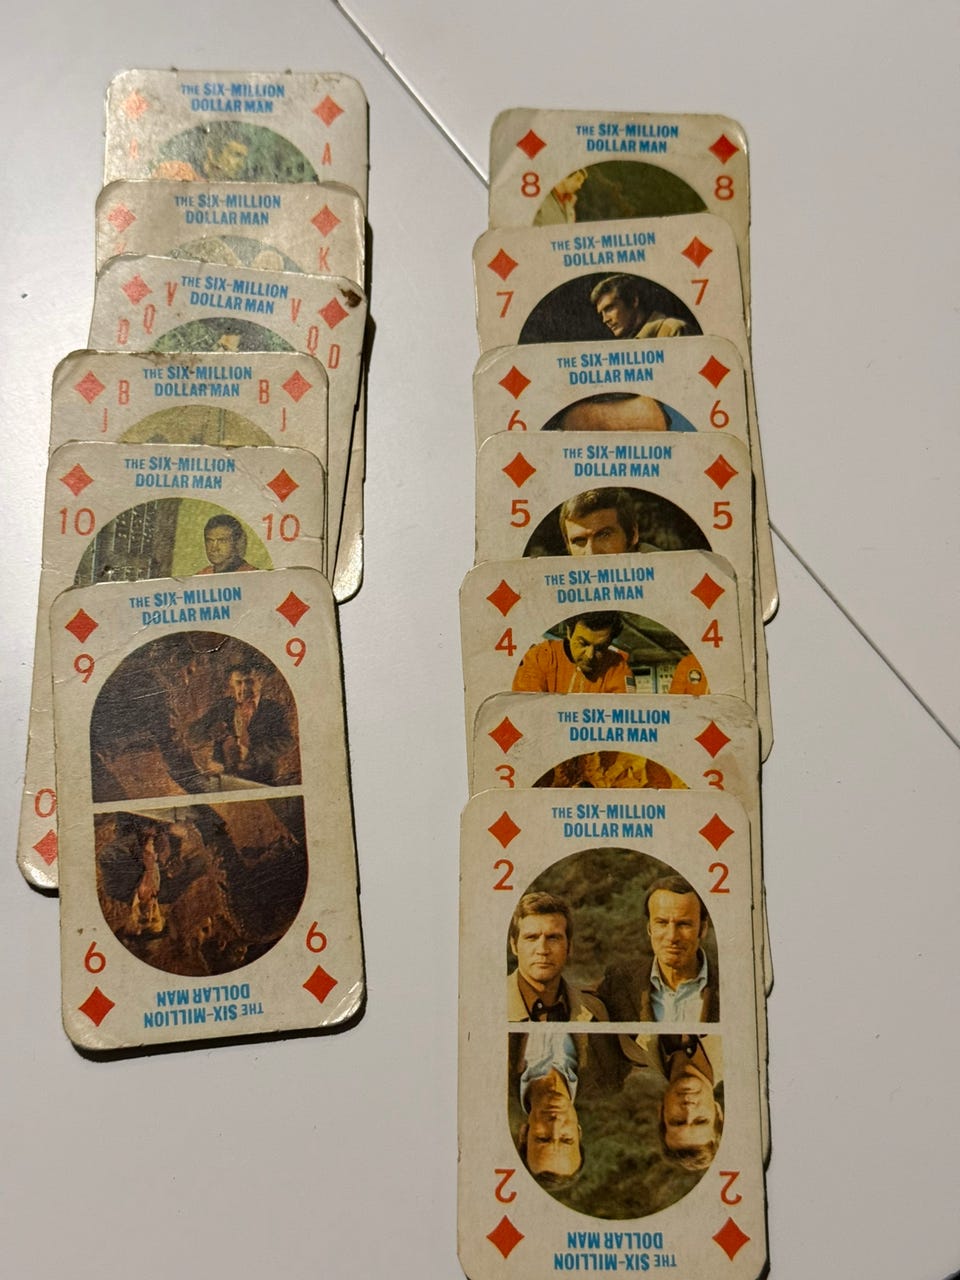 THE SIX-MILLION
DOLLAR MAN
A
THE SIX-MILLION
DOLLAR MAN
K
V THE SIX-MILLION V
Q DOLLAR MAN Q
D D
B THE SIX-MILLION B
J DOLLAR MAN J
THE SIX-MILLION
DOLLAR MAN
10 10
THE SIX-MILLION
DOLLAR MAN
9 9
0
9 9
THE SIX-MILLION
DOLLAR MAN
THE SIX-MILLION
DOLLAR MAN
8 8
THE SIX-MILLION
DOLLAR MAN
7 7
THE SIX-MILLION
DOLLAR MAN
6 6
THE SIX-MILLION
DOLLAR MAN
5 5
THE SIX-MILLION
DOLLAR MAN
4 4
THE SIX-MILLION
DOLLAR MAN
3 3
THE SIX-MILLION
DOLLAR MAN
2 2
2 2
THE SIX-MILLION
DOLLAR MAN